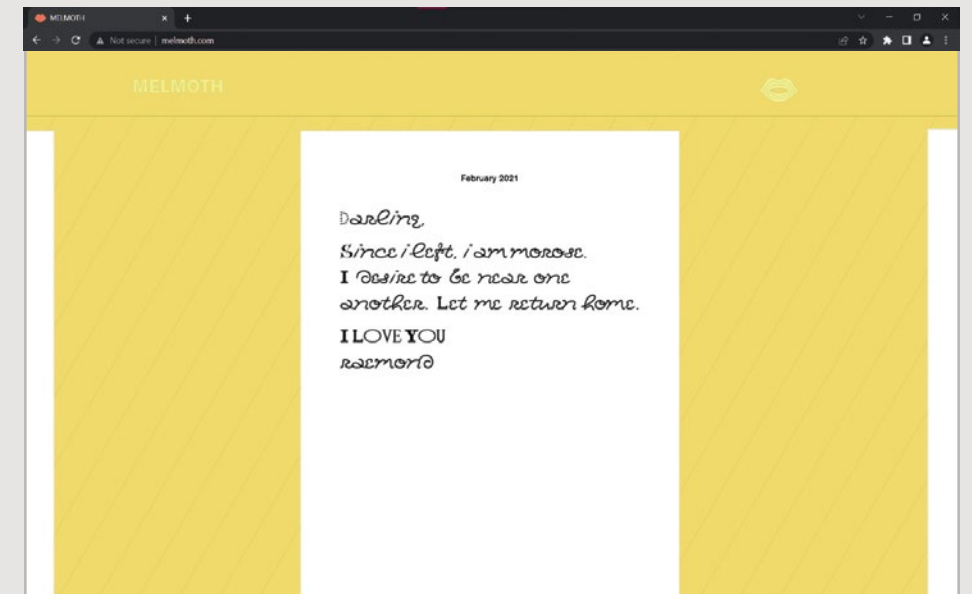 MELMOTH
Not secure | melmoth.com
MELMOTH
February 2021
Darling,
Since i left, i am morose.
I desire to be near one
another. Let me return home.
I LOVE YOU
raemond